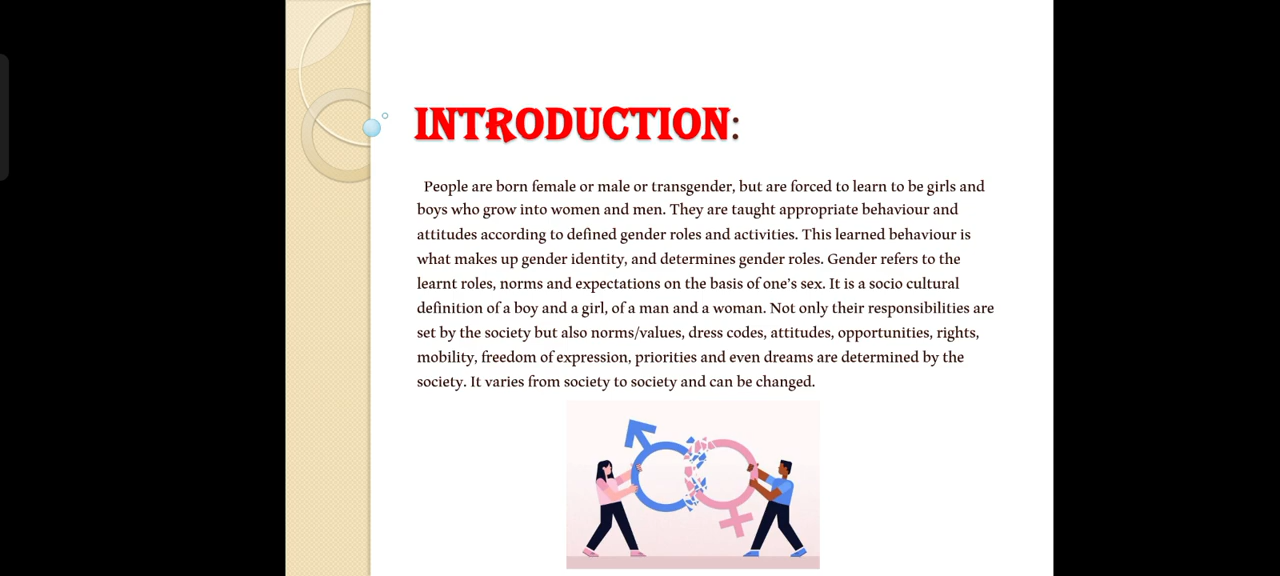 INTRODUCTION:
People are born female or male or transgender, but are forced to learn to be girls and
boys who grow into women and men. They are taught appropriate behaviour and
attitudes according to defined gender roles and activities. This learned behaviour is
what makes up gender identity, and determines gender roles. Gender refers to the
learnt roles, norms and expectations on the basis of one's sex. It is a socio cultural
definition of a boy and a girl, of a man and a woman. Not only their responsibilities are
set by the society but also norms/values, dress codes, attitudes, opportunities, rights,
mobility, freedom of expression, priorities and even dreams are determined by the
society. It varies from society to society and can be changed.